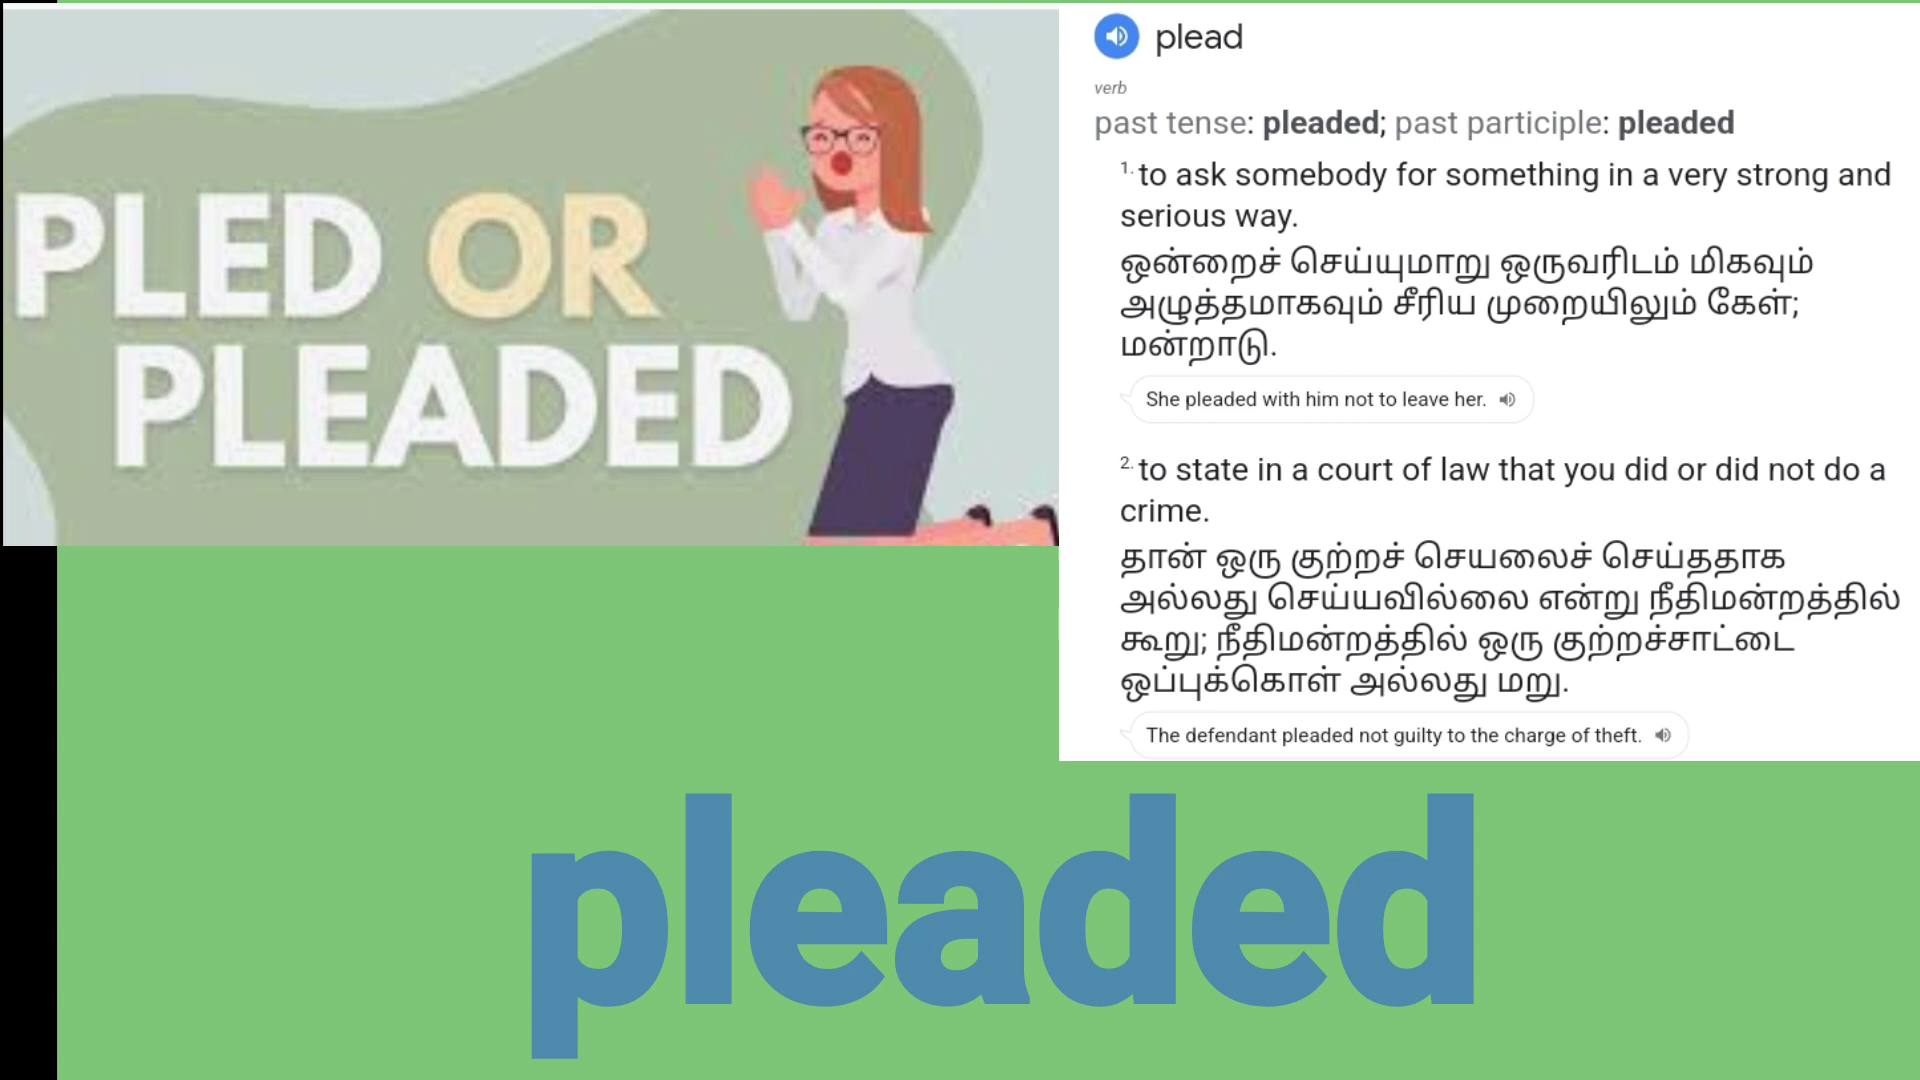 PLED OR
PLEADED
plead
verb
past tense: pleaded; past participle: pleaded
1. to ask somebody for something in a very strong and
serious way.
ஒன்றைச் செய்யுமாறு ஒருவரிடம் மிகவும்
அழுத்தமாகவும் சீரிய முறையிலும் கேள்;
மன்றாடு.
She pleaded with him not to leave her.
2. to state in a court of law that you did or did not do a
crime.
தான் ஒரு குற்றச் செயலைச் செய்ததாக
அல்லது செய்யவில்லை என்று நீதிமன்றத்தில்
கூறு; நீதிமன்றத்தில் ஒரு குற்றச்சாட்டை
ஒப்புக்கொள் அல்லது மறு.
The defendant pleaded not guilty to the charge of theft.
pleaded